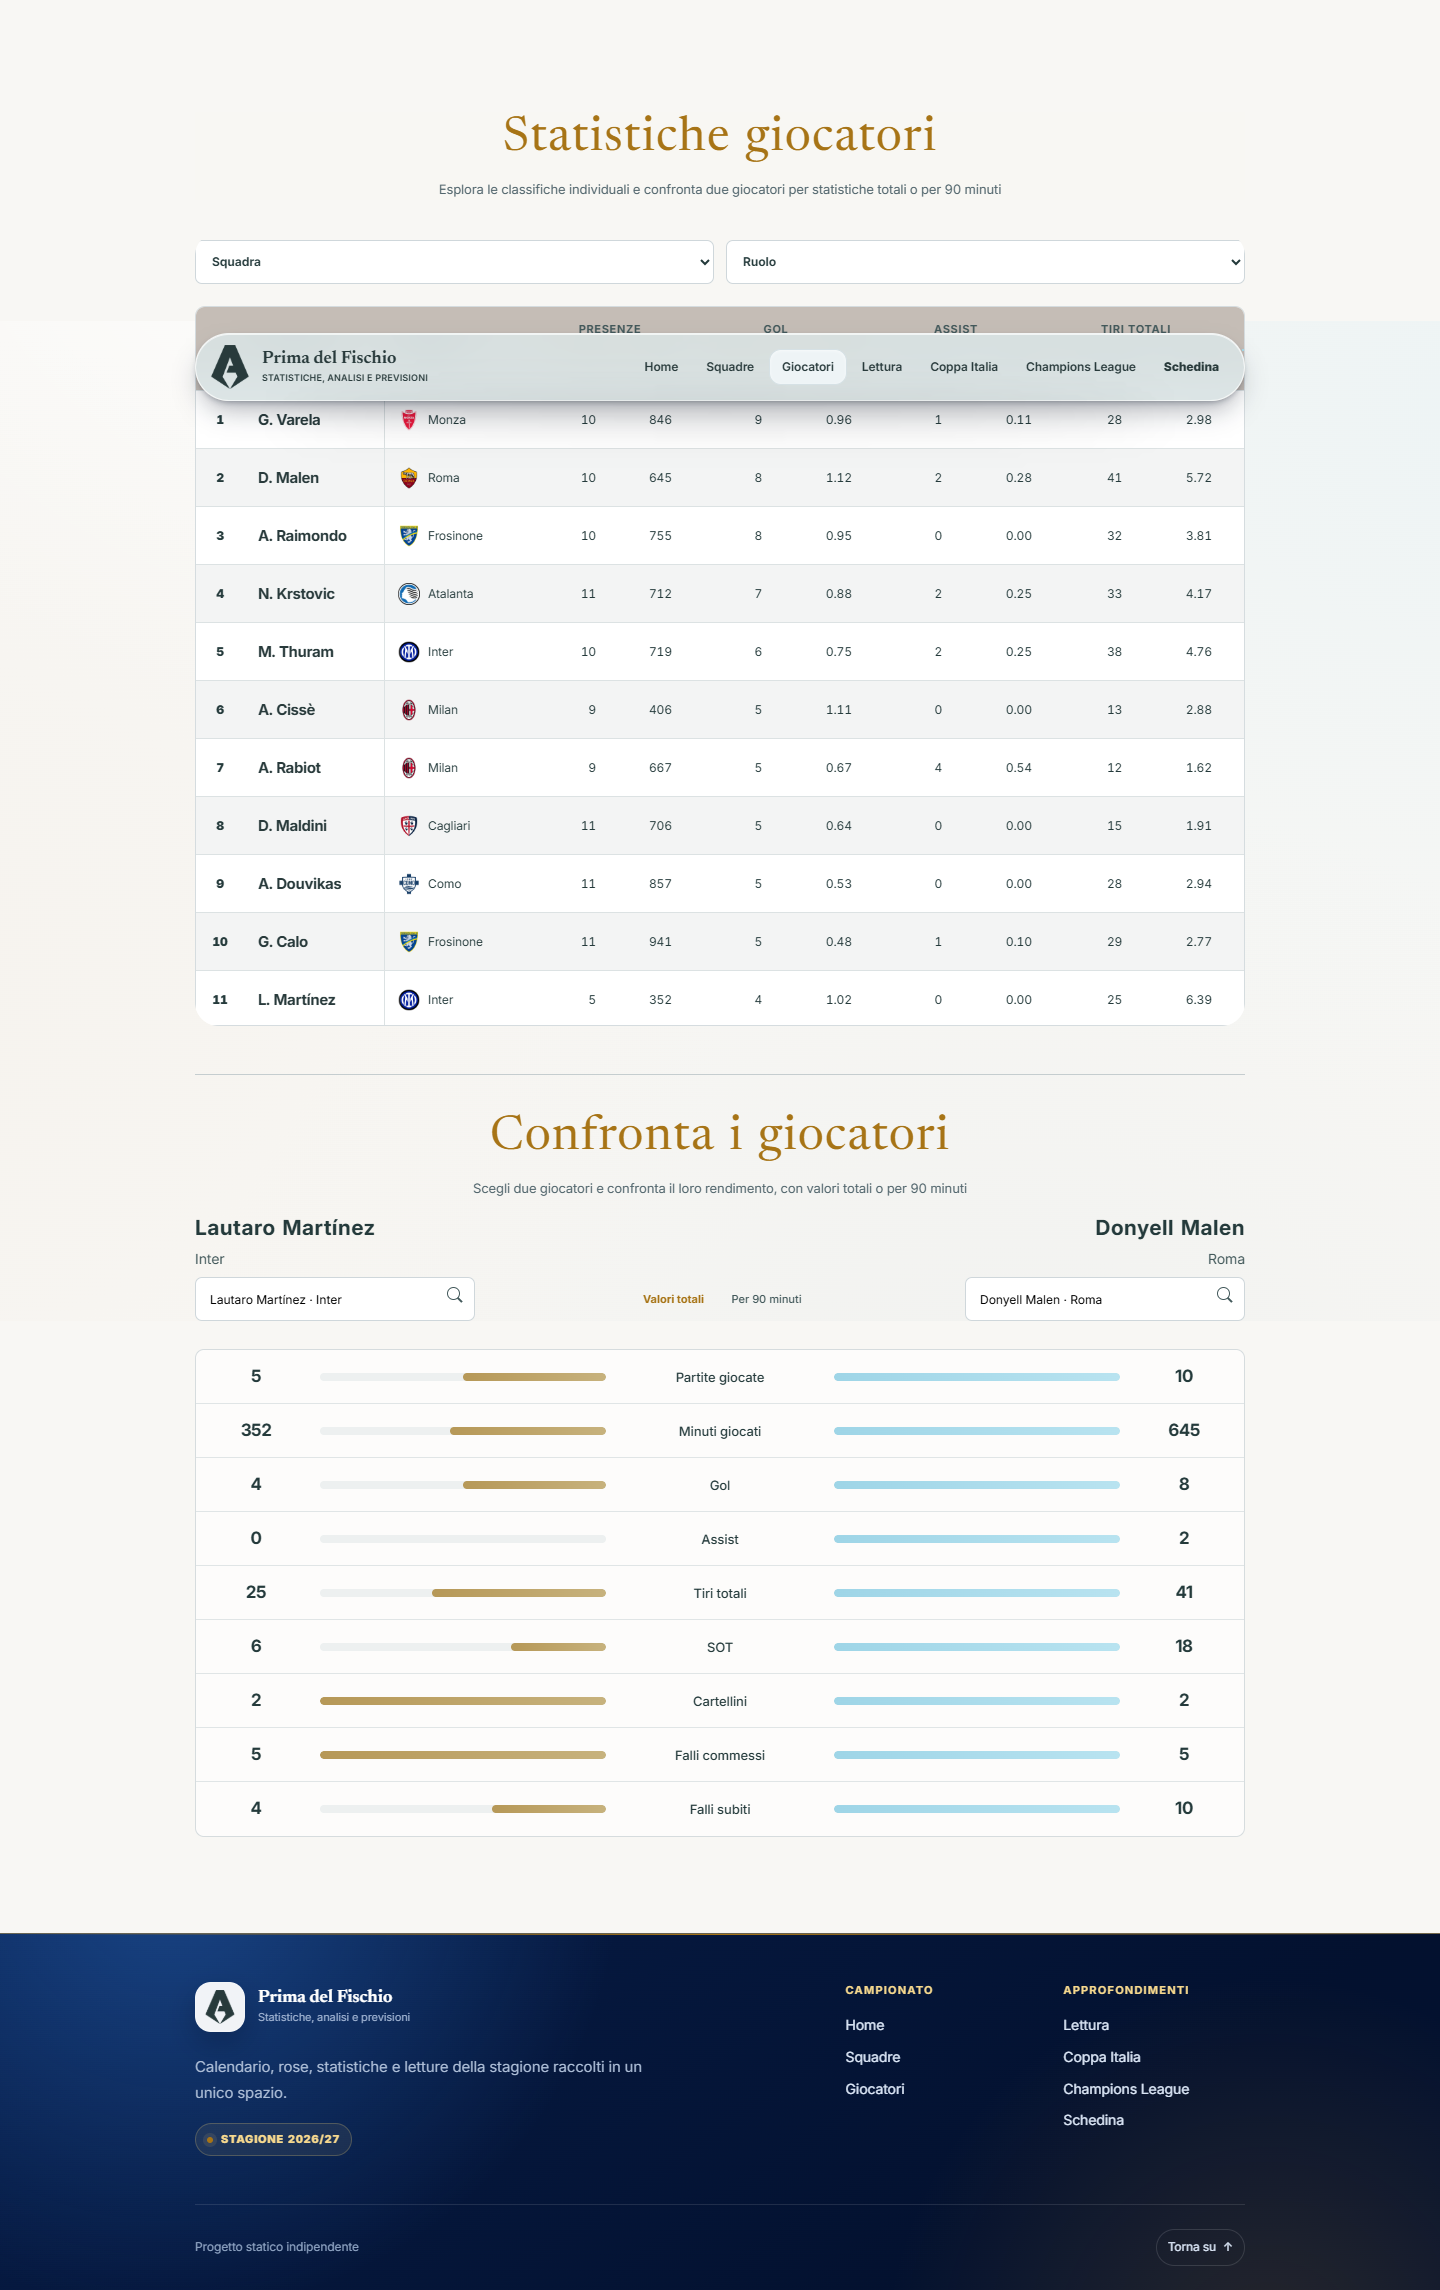 Statistiche giocatori
Esplora le classifiche individuali e confronta due giocatori per statistiche totali o per 90 minuti
Squadra Ruolo
PRESENZE GOL ASSIST TIRI TOTALI
Prima del Fischio
STATISTICHE, ANALISI E PREVISIONI
Home Squadre Giocatori Lettura Coppa Italia Champions League Schedina
1 G. Varela Monza 10 846 9 0.96 1 0.11 28 2.98
2 D. Malen Roma 10 645 8 1.12 2 0.28 41 5.72
3 A. Raimondo Frosinone 10 755 8 0.95 0 0.00 32 3.81
4 N. Krstovic Atalanta 11 712 7 0.88 2 0.25 33 4.17
5 M. Thuram Inter 10 719 6 0.75 2 0.25 38 4.76
6 A. Cissè Milan 9 406 5 1.11 0 0.00 13 2.88
7 A. Rabiot Milan 9 667 5 0.67 4 0.54 12 1.62
8 D. Maldini Cagliari 11 706 5 0.64 0 0.00 15 1.91
9 A. Douvikas Como 11 857 5 0.53 0 0.00 28 2.94
10 G. Calo Frosinone 11 941 5 0.48 1 0.10 29 2.77
11 L. Martínez Inter 5 352 4 1.02 0 0.00 25 6.39
Confronta i giocatori
Scegli due giocatori e confronta il loro rendimento, con valori totali o per 90 minuti
Lautaro Martínez Donyell Malen
Inter Roma
Lautaro Martínez · Inter Valori totali Per 90 minuti Donyell Malen · Roma
5 Partite giocate 10
352 Minuti giocati 645
4 Gol 8
0 Assist 2
25 Tiri totali 41
6 SOT 18
2 Cartellini 2
5 Falli commessi 5
4 Falli subiti 10
Prima del Fischio
Statistiche, analisi e previsioni
Calendario, rose, statistiche e letture della stagione raccolti in un
unico spazio.
STAGIONE 2026/27
CAMPIONATO
Home
Squadre
Giocatori
APPROFONDIMENTI
Lettura
Coppa Italia
Champions League
Schedina
Progetto statico indipendente
Torna su ↑